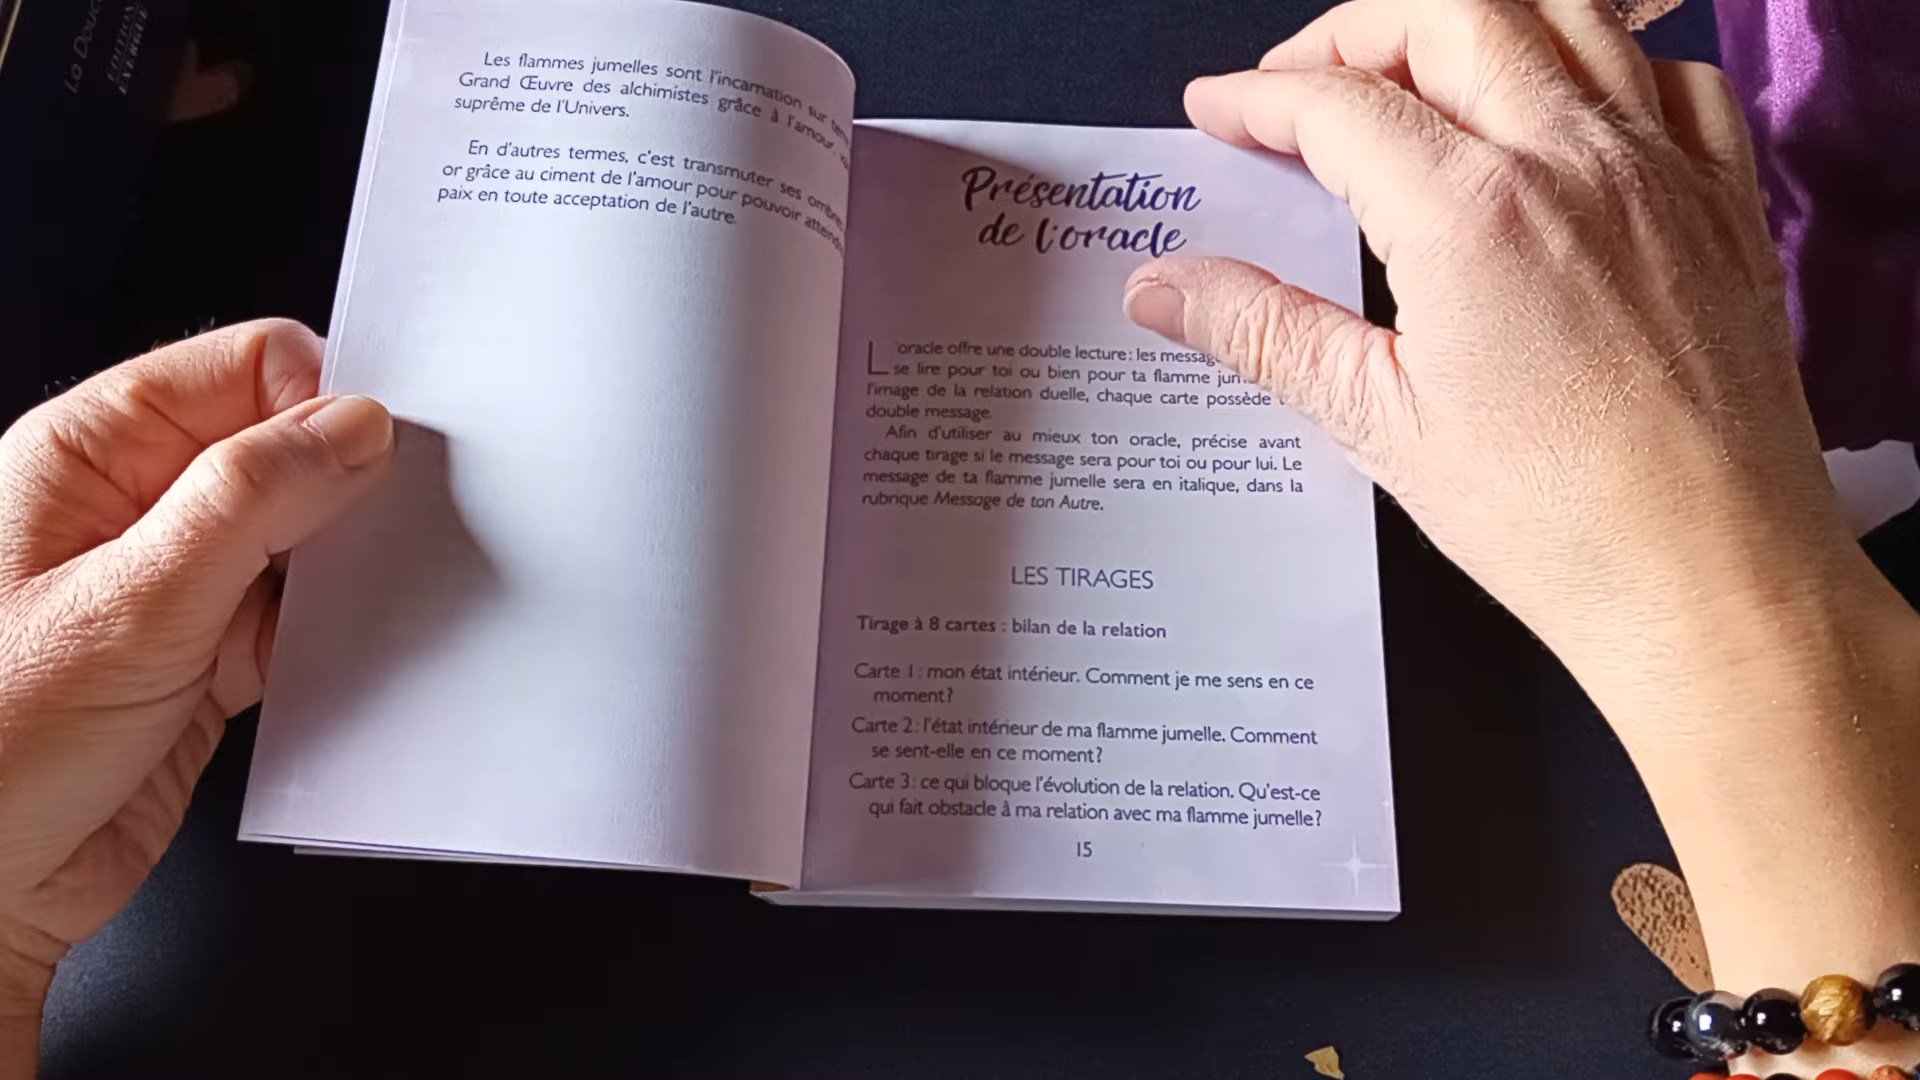 La Douc
EDITION
EXERGUE
Les flammes jumelles sont l'incarnation sur terre
Grand Œuvre des alchimistes grâce à l'amour,
suprême de l'Univers.
En d'autres termes, c'est transmuter ses ombres
or grâce au ciment de l'amour pour pouvoir atteindre
paix en toute acceptation de l'autre.
Présentation
de l'oracle
L'oracle offre une double lecture : les messag
se lire pour toi ou bien pour ta flamme jum
l'image de la relation duelle, chaque carte possède
double message.
Afin d'utiliser au mieux ton oracle, précise avant
chaque tirage si le message sera pour toi ou pour lui. Le
message de ta flamme jumelle sera en italique, dans la
rubrique Message de ton Autre.
LES TIRAGES
Tirage à 8 cartes : bilan de la relation
Carte 1 : mon état intérieur. Comment je me sens en ce
moment ?
Carte 2 : l'état intérieur de ma flamme jumelle. Comment
se sent-elle en ce moment ?
Carte 3 : ce qui bloque l'évolution de la relation. Qu'est-ce
qui fait obstacle à ma relation avec ma flamme jumelle ?
15